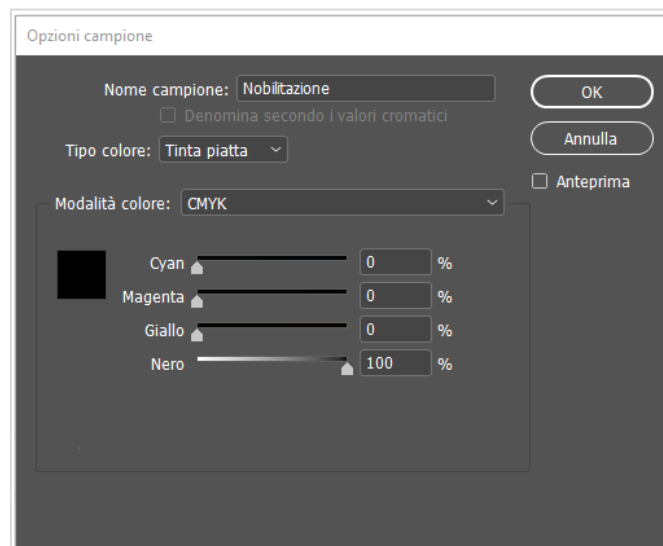 Opzioni campione
Nome campione: Nobilitazione
Denomina secondo i valori cromatici
Tipo colore: Tinta piatta
OK
Annulla
Anteprima
Modalità colore: CMYK
Cyan 0 %
Magenta 0 %
Giallo 0 %
Nero 100 %